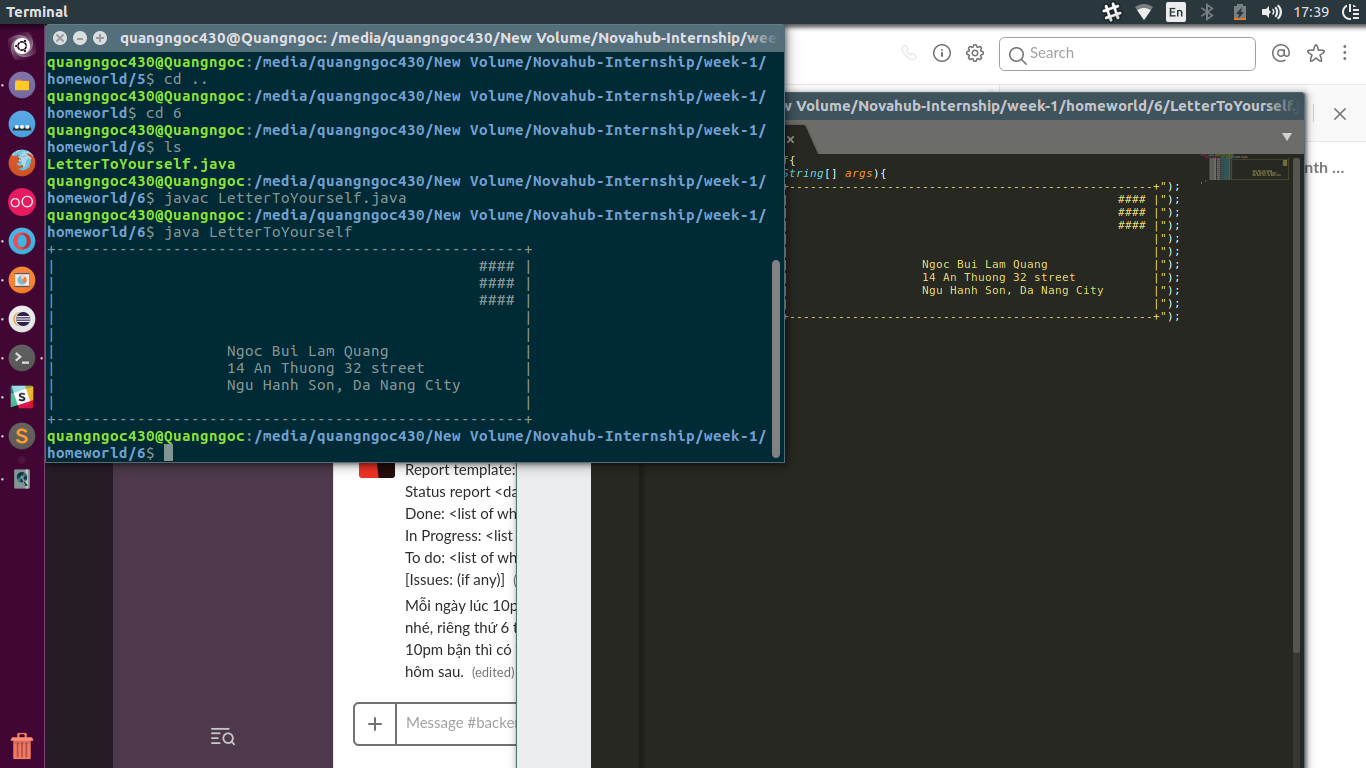 Terminal
En
17:39
quangngoc430@Quangngoc: /media/quangngoc430/New Volume/Novahub-Internship/wee
quangngoc430@Quangngoc:/media/quangngoc430/New Volume/Novahub-Internship/week-1/
homeworld/5$ cd ..
quangngoc430@Quangngoc:/media/quangngoc430/New Volume/Novahub-Internship/week-1/
homeworld$ cd 6
quangngoc430@Quangngoc:/media/quangngoc430/New Volume/Novahub-Internship/week-1/
homeworld/6$ ls
LetterToYourself.java
quangngoc430@Quangngoc:/media/quangngoc430/New Volume/Novahub-Internship/week-1/
homeworld/6$ javac LetterToYourself.java
quangngoc430@Quangngoc:/media/quangngoc430/New Volume/Novahub-Internship/week-1/
homeworld/6$ java LetterToYourself
+----------------------------------------------------+
|                                               #### |
|                                               #### |
|                                               #### |
|                                                    |
|                                                    |
|                   Ngoc Bui Lam Quang               |
|                   14 An Thuong 32 street           |
|                   Ngu Hanh Son, Da Nang City       |
|                                                    |
+----------------------------------------------------+
quangngoc430@Quangngoc:/media/quangngoc430/New Volume/Novahub-Internship/week-1/
homeworld/6$
Search
w Volume/Novahub-Internship/week-1/homeworld/6/LetterToYourself.
f{
String[] args){
+----------------------------------------------------+");
|                                               #### |");
|                                               #### |");
|                                               #### |");
|                                                    |");
|                                                    |");
|                   Ngoc Bui Lam Quang               |");
|                   14 An Thuong 32 street           |");
|                   Ngu Hanh Son, Da Nang City       |");
|                                                    |");
+----------------------------------------------------+");
nth ...
Report template:
Status report <da
Done: <list of wh
In Progress: <list
To do: <list of wh
[Issues: (if any)]
Mỗi ngày lúc 10p
nhé, riêng thứ 6 t
10pm bận thì có
hôm sau. (edited)
Message #backe